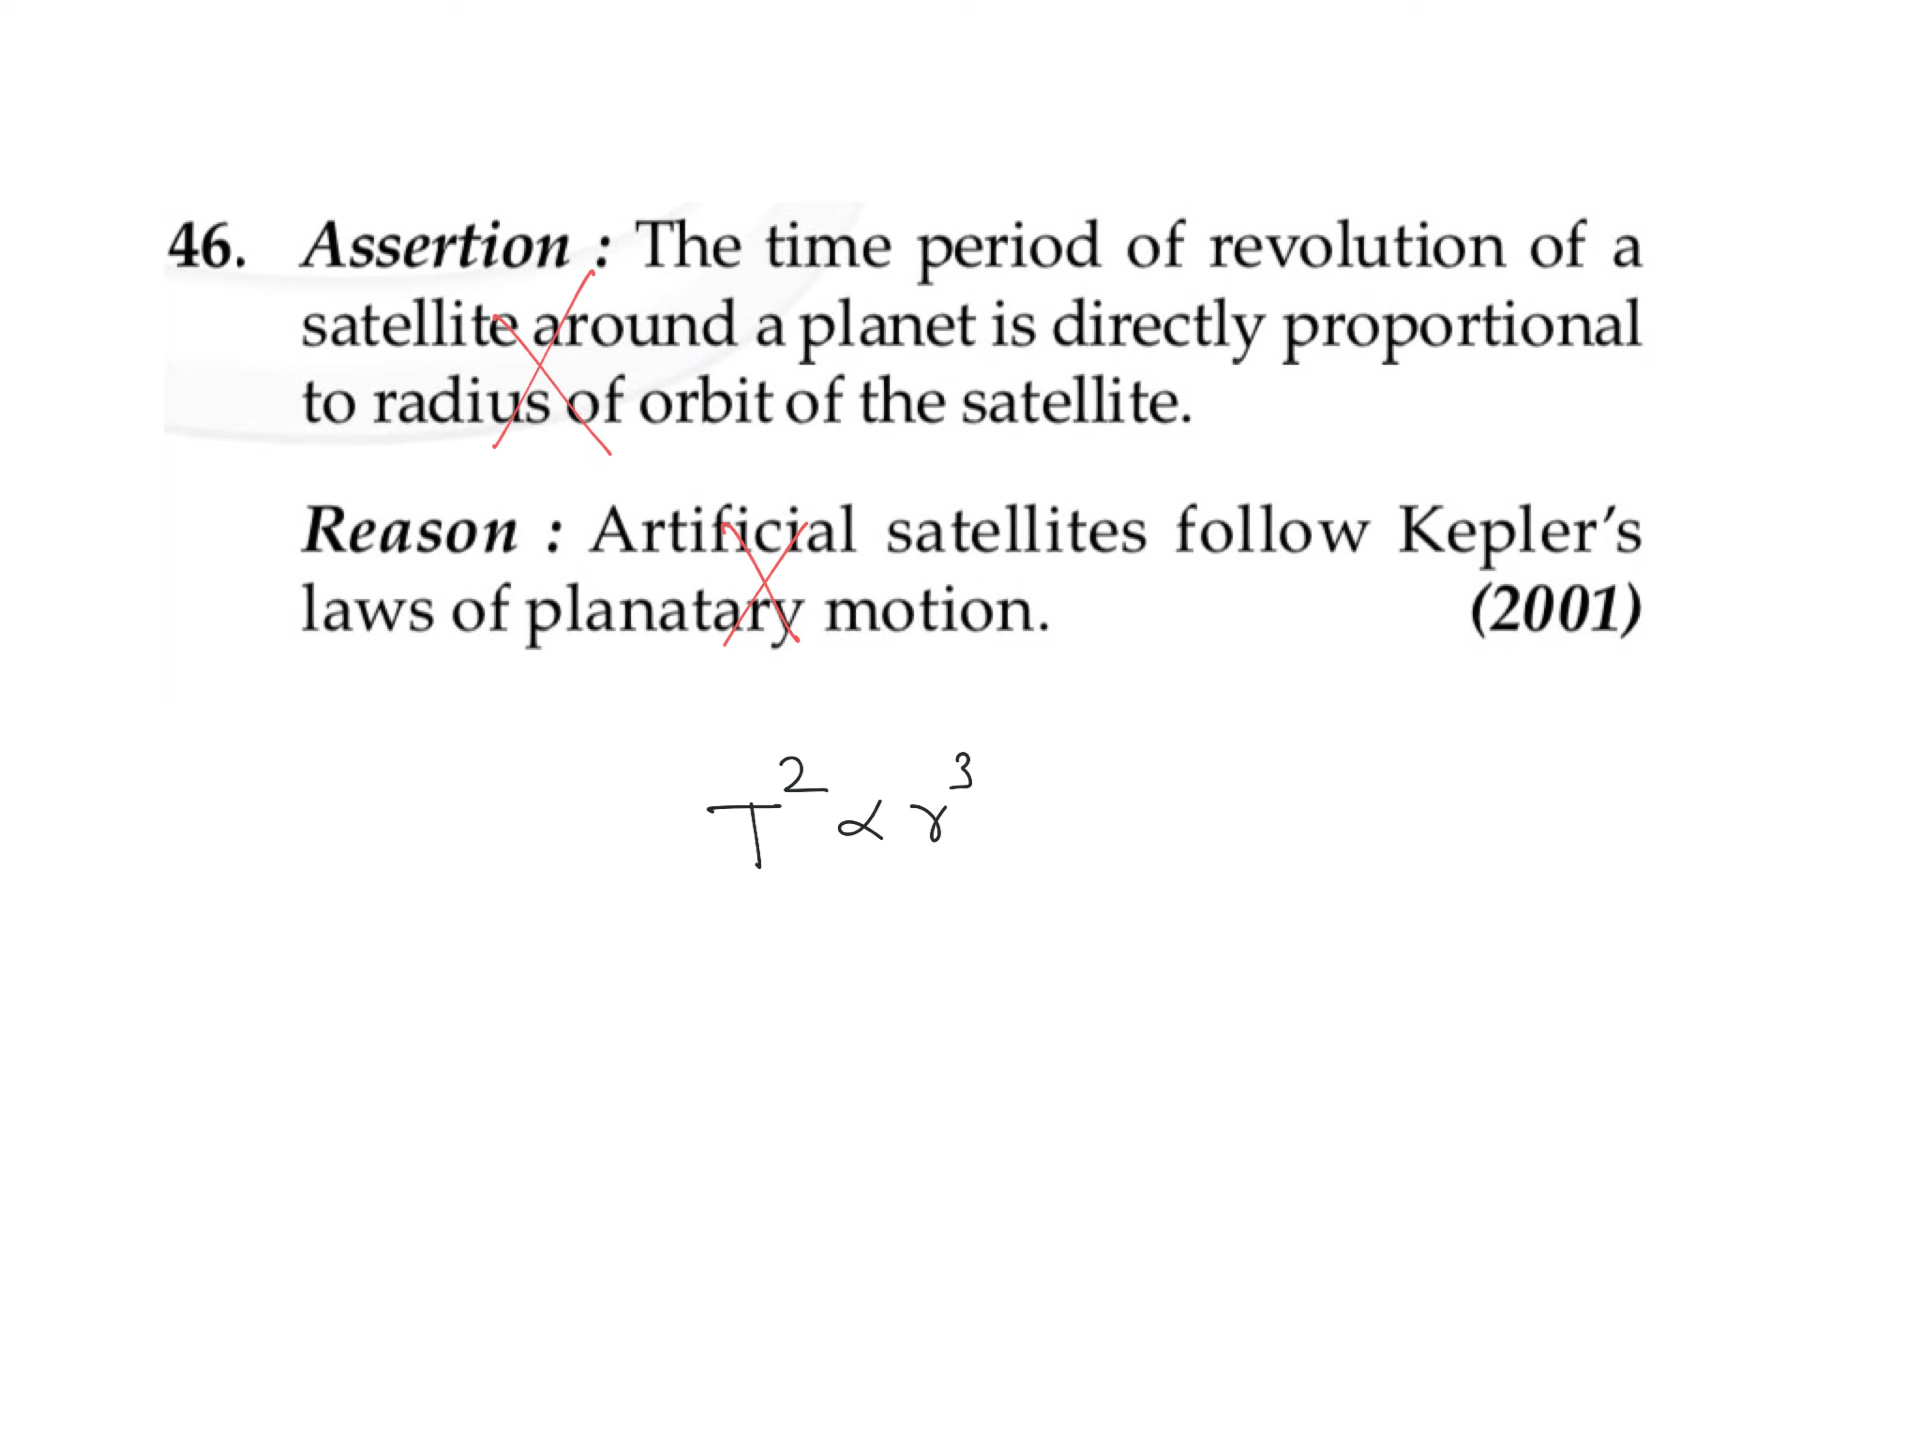 46. Assertion : The time period of revolution of a
satellite around a planet is directly proportional
to radius of orbit of the satellite.
Reason : Artificial satellites follow Kepler’s
laws of planatary motion. (2001)
T² ∝ r³